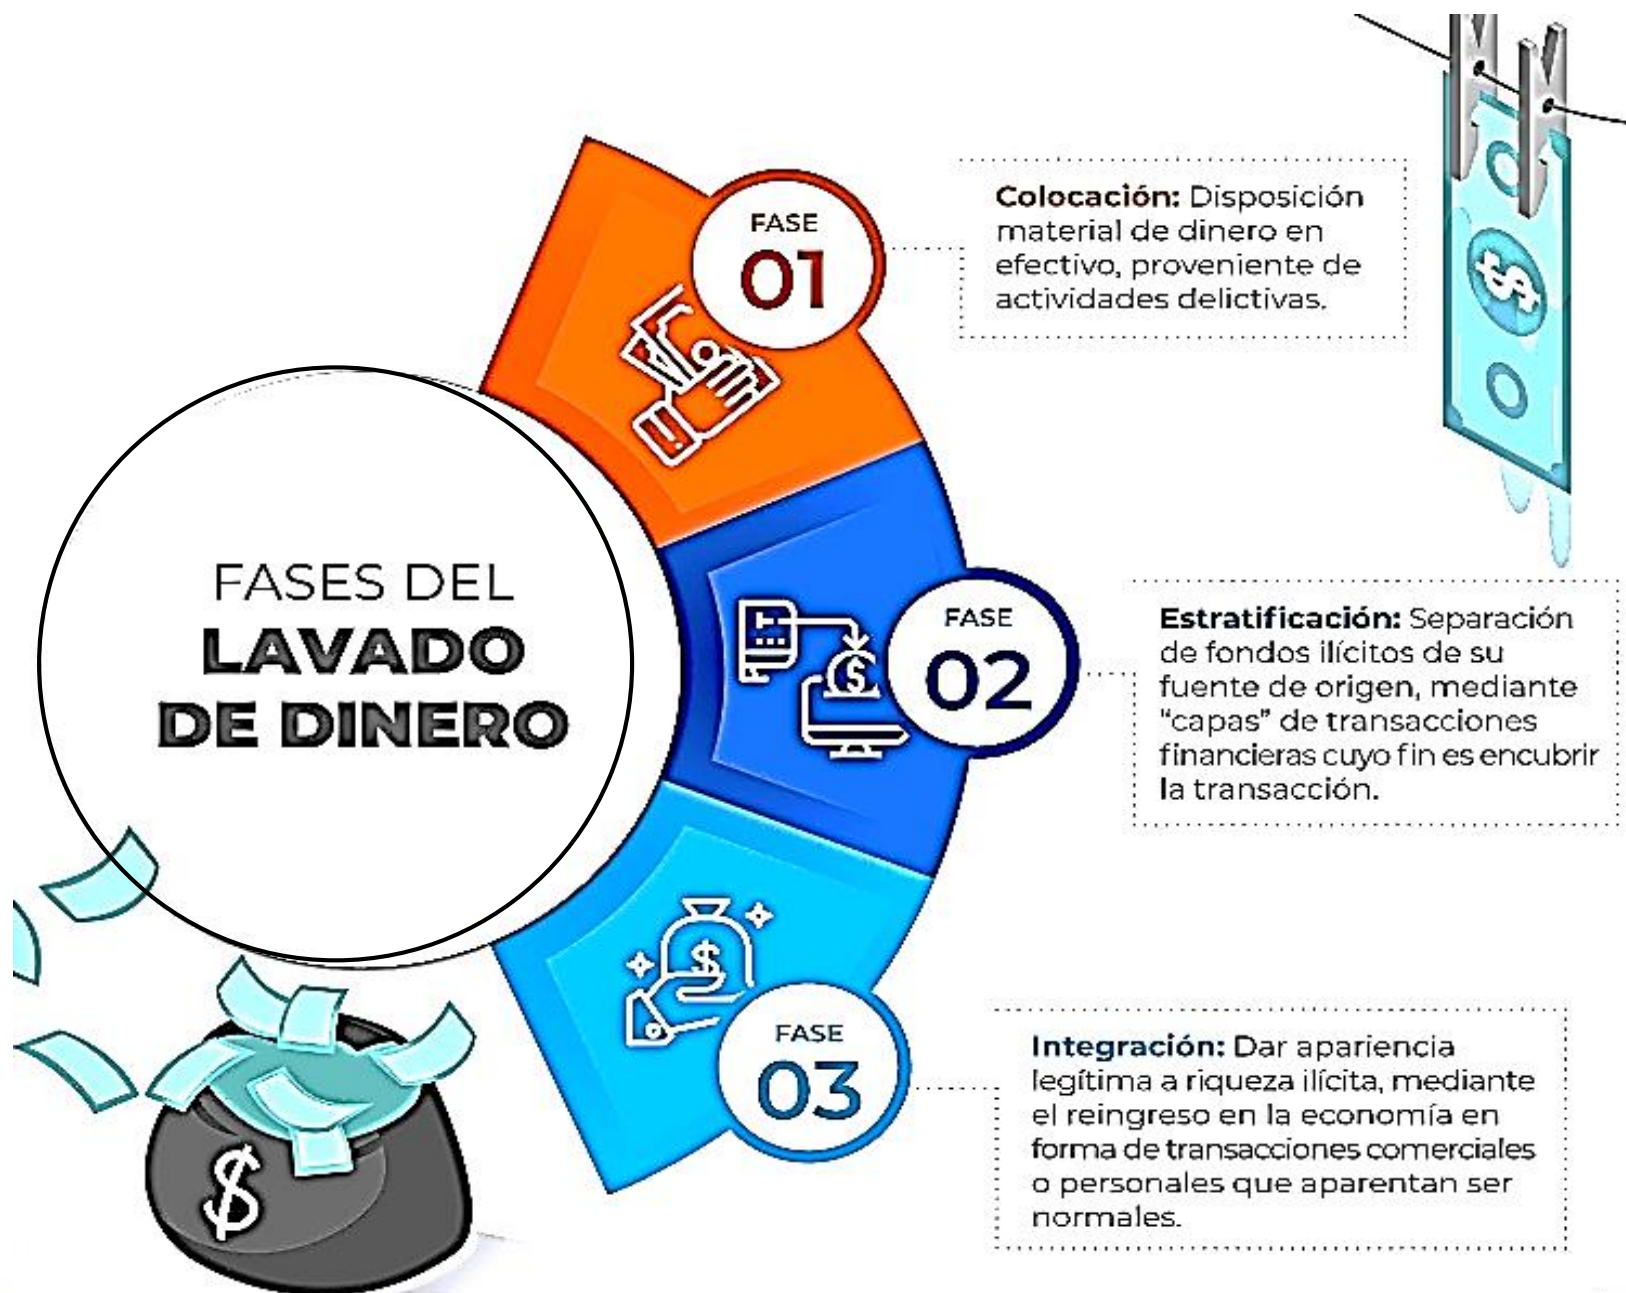 FASES DEL
LAVADO
DE DINERO
FASE
01
Colocación: Disposición
material de dinero en
efectivo, proveniente de
actividades delictivas.
FASE
02
Estratificación: Separación
de fondos ilícitos de su
fuente de origen, mediante
“capas” de transacciones
financieras cuyo fin es encubrir
la transacción.
FASE
03
Integración: Dar apariencia
legítima a riqueza ilícita, mediante
el reingreso en la economía en
forma de transacciones comerciales
o personales que aparentan ser
normales.
$
$
$
$